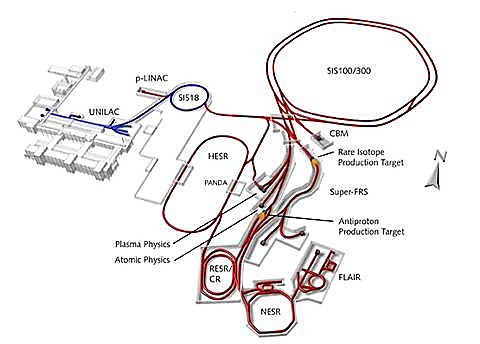 SIS100/300
p-LINAC
UNILAC
SIS18
CBM
Rare Isotope
Production Target
HESR
PANDA
N
Super-FRS
Antiproton
Production Target
Plasma Physics
Atomic Physics
RESR/
CR
FLAIR
NESR